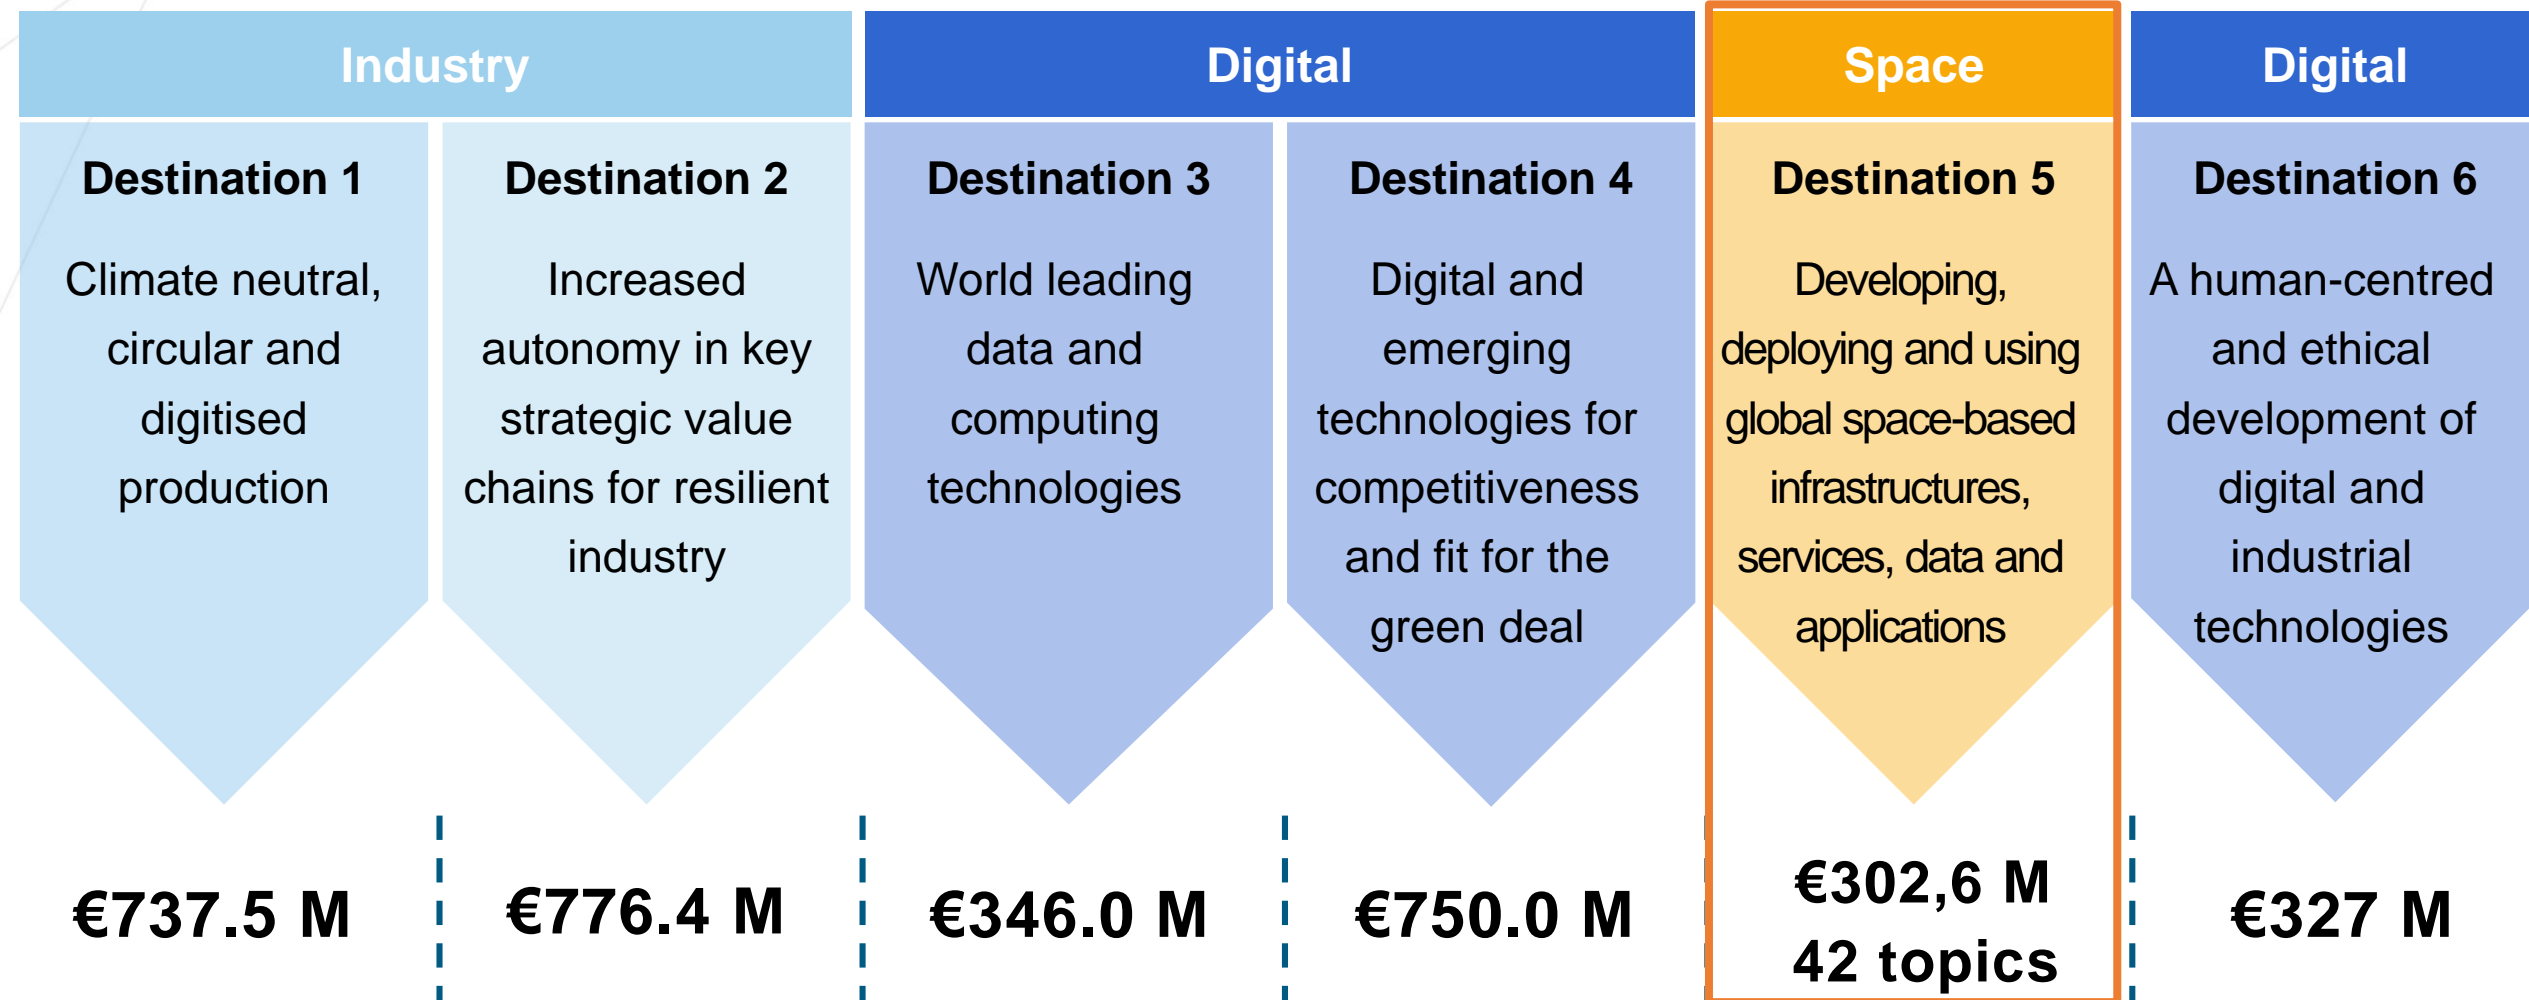 Industry
Digital
Space
Digital
Destination 1
Climate neutral,
circular and
digitised
production
€737.5 M
Destination 2
Increased
autonomy in key
strategic value
chains for resilient
industry
€776.4 M
Destination 3
World leading
data and
computing
technologies
€346.0 M
Destination 4
Digital and
emerging
technologies for
competitiveness
and fit for the
green deal
€750.0 M
Destination 5
Developing,
deploying and using
global space-based
infrastructures,
services, data and
applications
€302,6 M
42 topics
Destination 6
A human-centred
and ethical
development of
digital and
industrial
technologies
€327 M